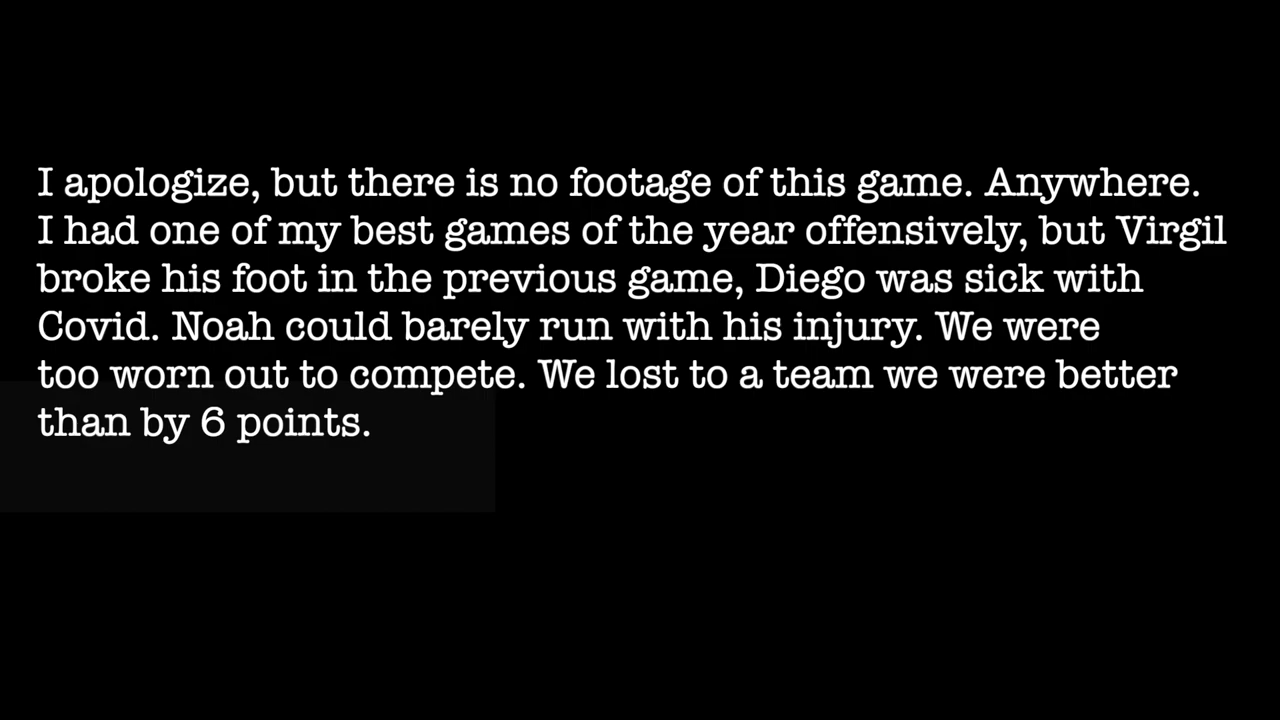 I apologize, but there is no footage of this game. Anywhere.
I had one of my best games of the year offensively, but Virgil
broke his foot in the previous game, Diego was sick with
Covid. Noah could barely run with his injury. We were
too worn out to compete. We lost to a team we were better
than by 6 points.